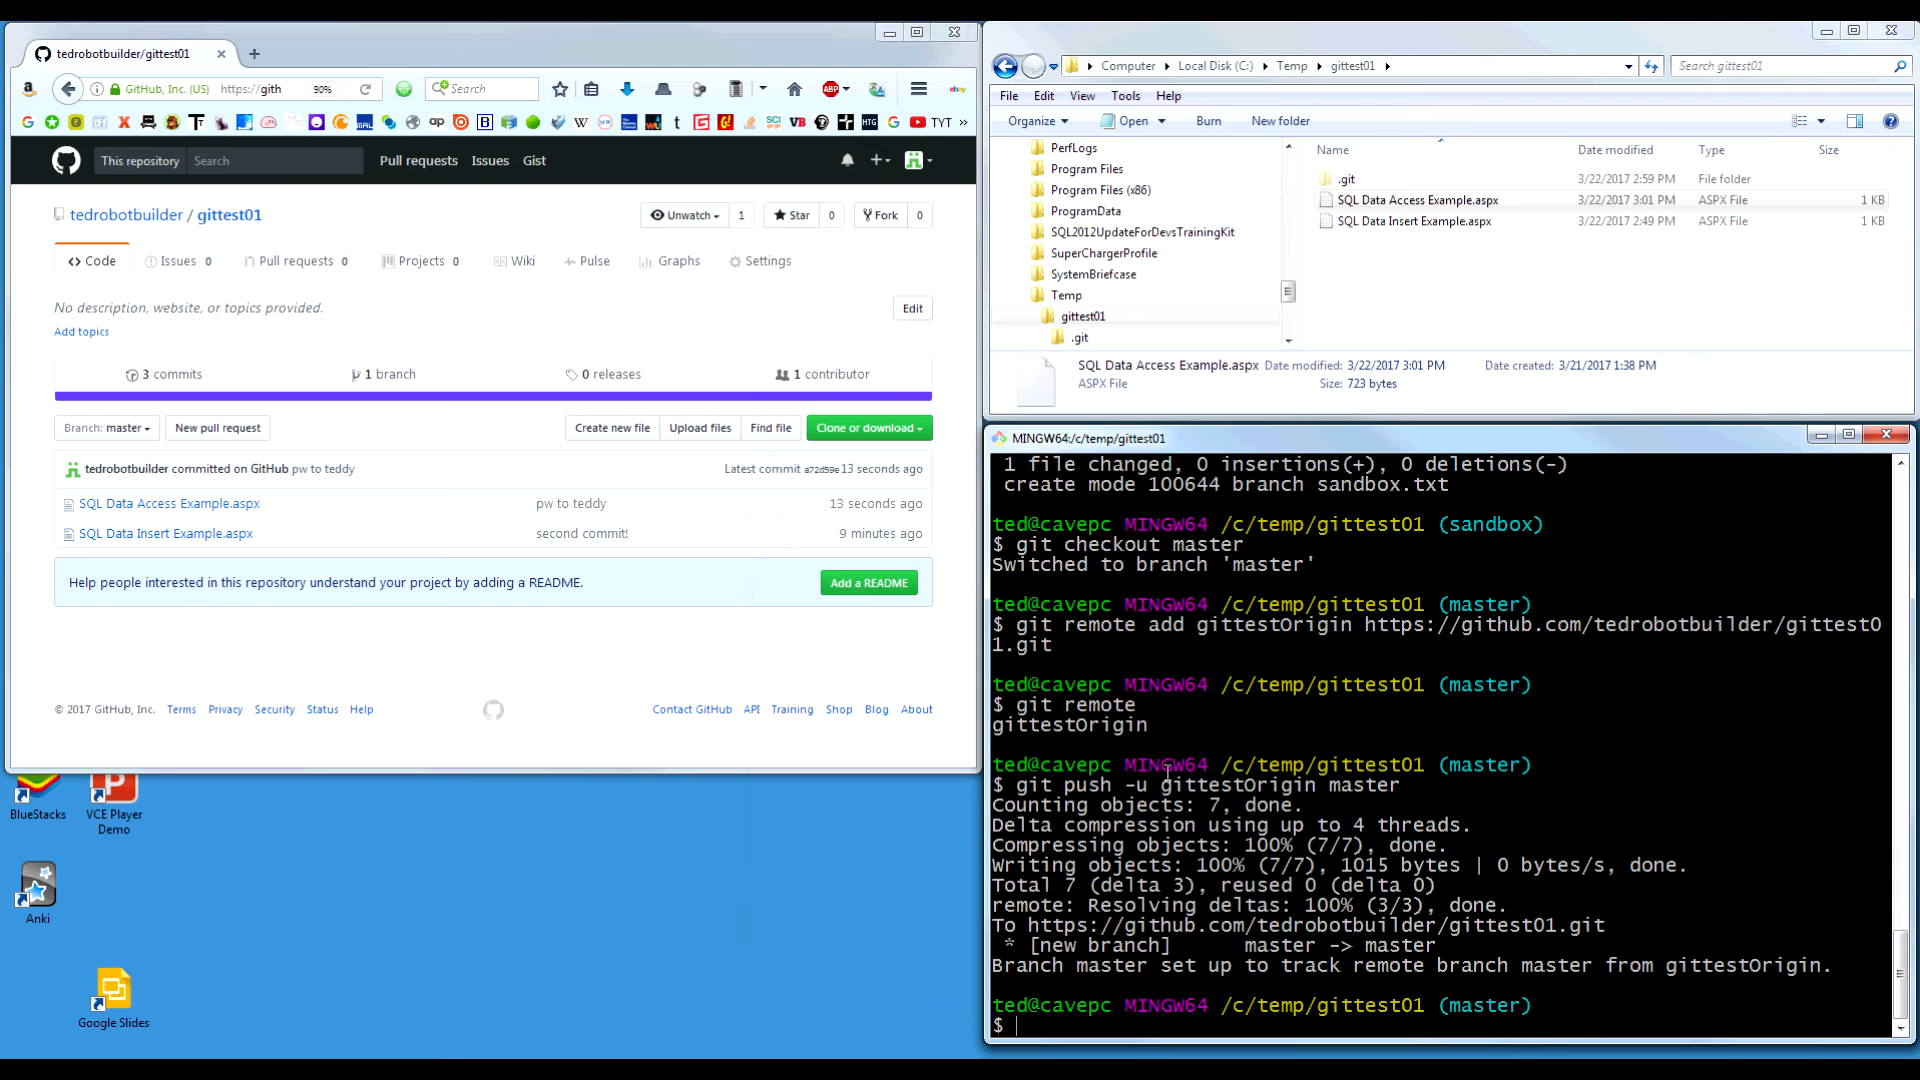 tedrobotbuilder/gittest01
GitHub, Inc. (US)
https://gith
90%
Search
ebay
TYT
This repository
Search
Pull requests
Issues
Gist
tedrobotbuilder / gittest01
Unwatch
1
Star
0
Fork
0
Code
Issues 0
Pull requests 0
Projects 0
Wiki
Pulse
Graphs
Settings
No description, website, or topics provided.
Edit
Add topics
3 commits
1 branch
0 releases
1 contributor
Branch: master
New pull request
Create new file
Upload files
Find file
Clone or download
tedrobotbuilder committed on GitHub pw to teddy
Latest commit a72d59e 13 seconds ago
SQL Data Access Example.aspx
pw to teddy
13 seconds ago
SQL Data Insert Example.aspx
second commit!
9 minutes ago
Help people interested in this repository understand your project by adding a README.
Add a README
© 2017 GitHub, Inc.
Terms
Privacy
Security
Status
Help
Contact GitHub
API
Training
Shop
Blog
About
BlueStacks
VCE Player
Demo
Anki
Google Slides
Computer
Local Disk (C:)
Temp
gittest01
Search gittest01
File
Edit
View
Tools
Help
Organize
Open
Burn
New folder
PerfLogs
Program Files
Program Files (x86)
ProgramData
SQL2012UpdateForDevsTrainingKit
SuperChargerProfile
SystemBriefcase
Temp
gittest01
.git
Name
Date modified
Type
Size
.git
3/22/2017 2:59 PM
File folder
SQL Data Access Example.aspx
3/22/2017 3:01 PM
ASPX File
1 KB
SQL Data Insert Example.aspx
3/22/2017 2:49 PM
ASPX File
1 KB
SQL Data Access Example.aspx
Date modified: 3/22/2017 3:01 PM
Date created: 3/21/2017 1:38 PM
ASPX File
Size: 723 bytes
MINGW64:/c/temp/gittest01
1 file changed, 0 insertions(+), 0 deletions(-)
create mode 100644 branch sandbox.txt
ted@cavepc MINGW64 /c/temp/gittest01 (sandbox)
$ git checkout master
Switched to branch 'master'
ted@cavepc MINGW64 /c/temp/gittest01 (master)
$ git remote add gittestOrigin https://github.com/tedrobotbuilder/gittest0
1.git
ted@cavepc MINGW64 /c/temp/gittest01 (master)
$ git remote
gittestOrigin
ted@cavepc MINGW64 /c/temp/gittest01 (master)
$ git push -u gittestOrigin master
Counting objects: 7, done.
Delta compression using up to 4 threads.
Compressing objects: 100% (7/7), done.
Writing objects: 100% (7/7), 1015 bytes | 0 bytes/s, done.
Total 7 (delta 3), reused 0 (delta 0)
remote: Resolving deltas: 100% (3/3), done.
To https://github.com/tedrobotbuilder/gittest01.git
* [new branch]      master -> master
Branch master set up to track remote branch master from gittestOrigin.
ted@cavepc MINGW64 /c/temp/gittest01 (master)
$